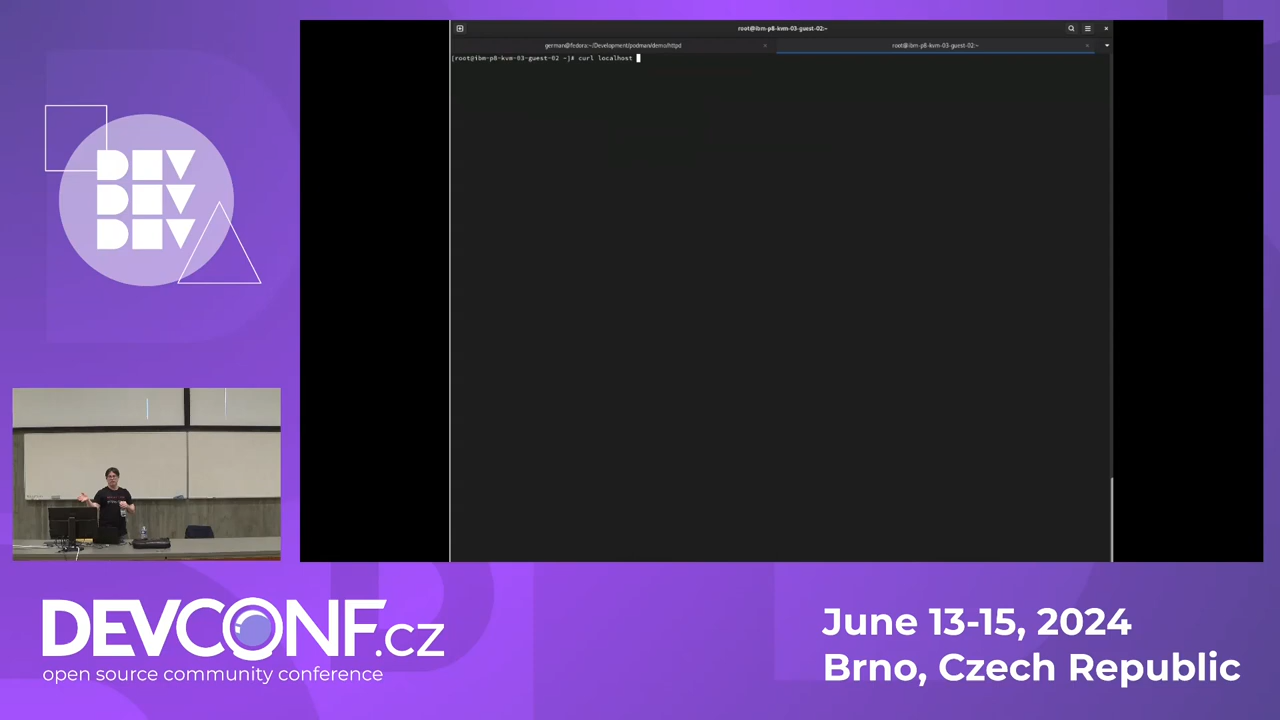 DEV
DEV
DEV
root@ibm-p8-kvm-03-guest-02:~
german@fedora:~/Development/podman/demo/httpd
root@ibm-p8-kvm-03-guest-02:~
[root@ibm-p8-kvm-03-guest-02 ~]# curl localhost
DEVCONF.cz
open source community conference
June 13-15, 2024
Brno, Czech Republic